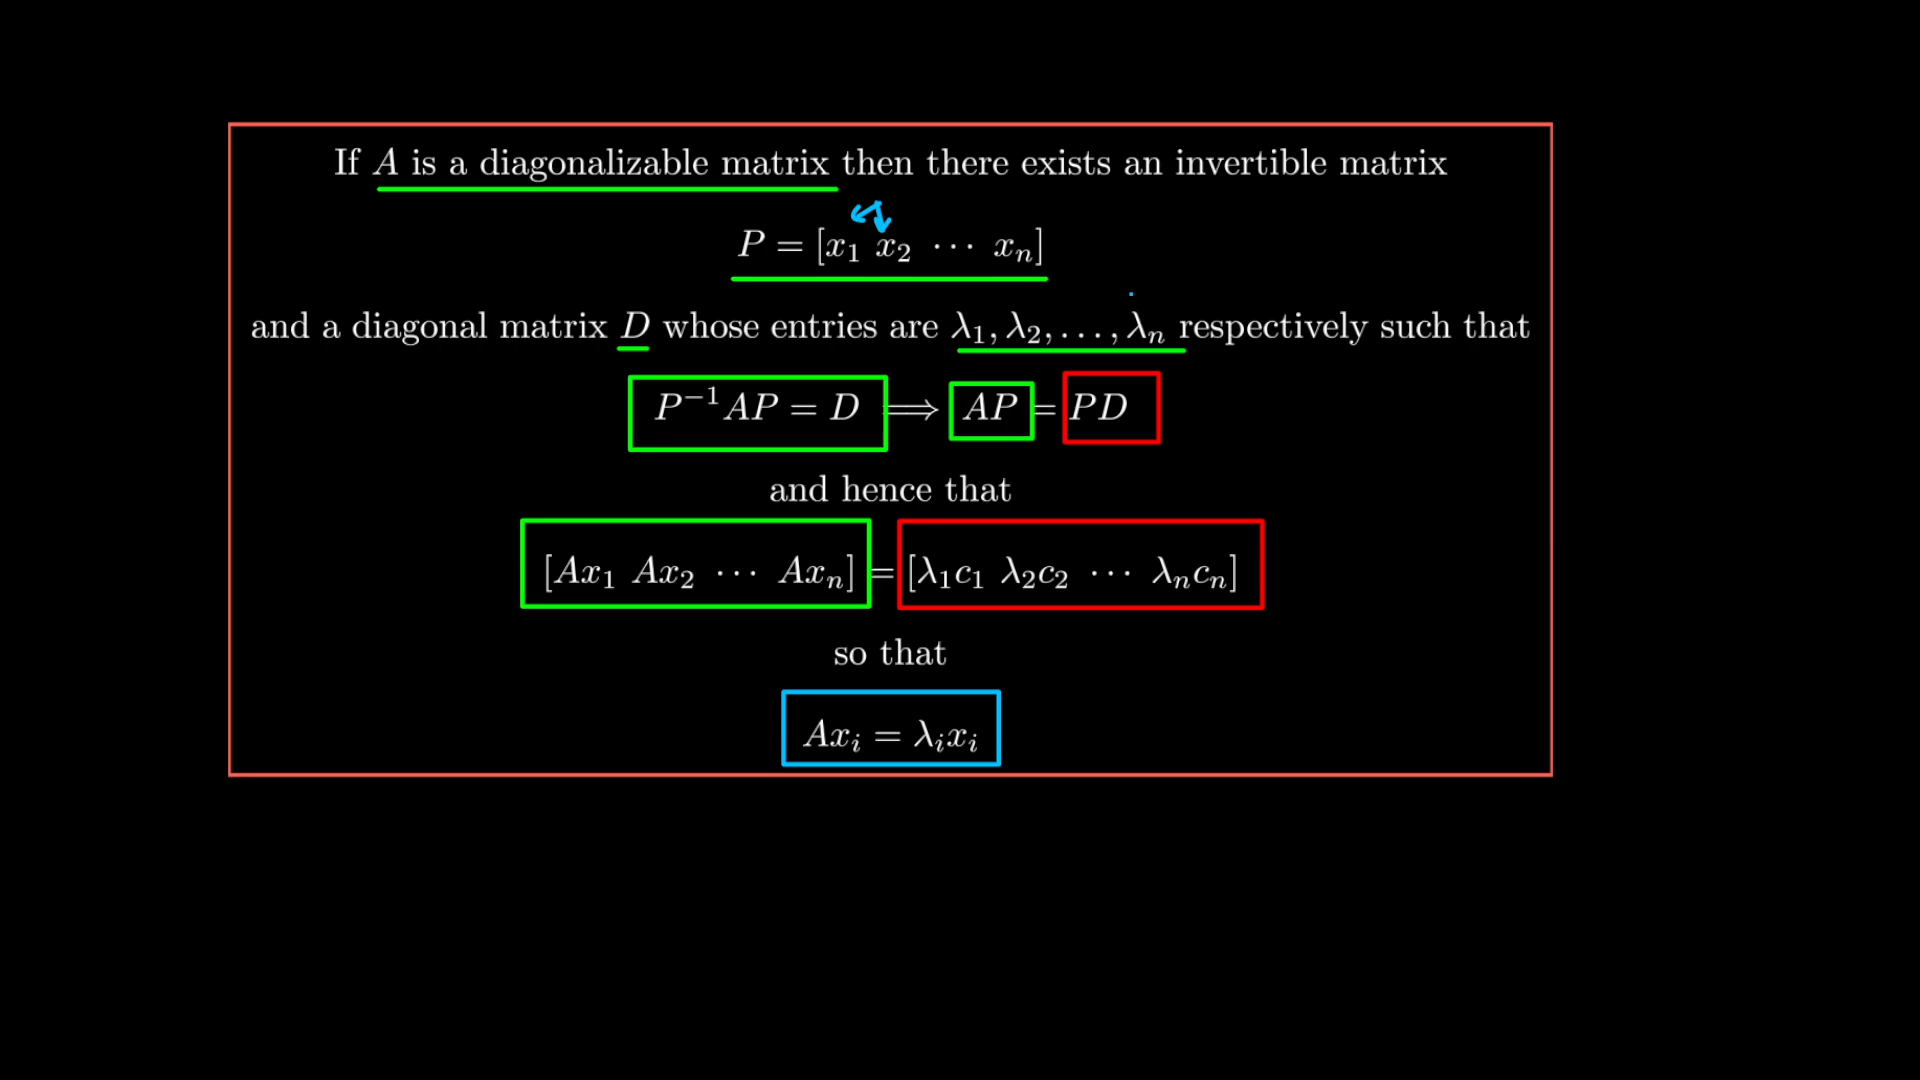 If A is a diagonalizable matrix then there exists an invertible matrix
P = [x₁ x₂ ⋯ xₙ]
and a diagonal matrix D whose entries are λ₁, λ₂, . . . , λₙ respectively such that
P⁻¹AP = D ⟹ AP = PD
and hence that
[Ax₁ Ax₂ ⋯ Axₙ] = [λ₁c₁ λ₂c₂ ⋯ λₙcₙ]
so that
Axᵢ = λᵢxᵢ